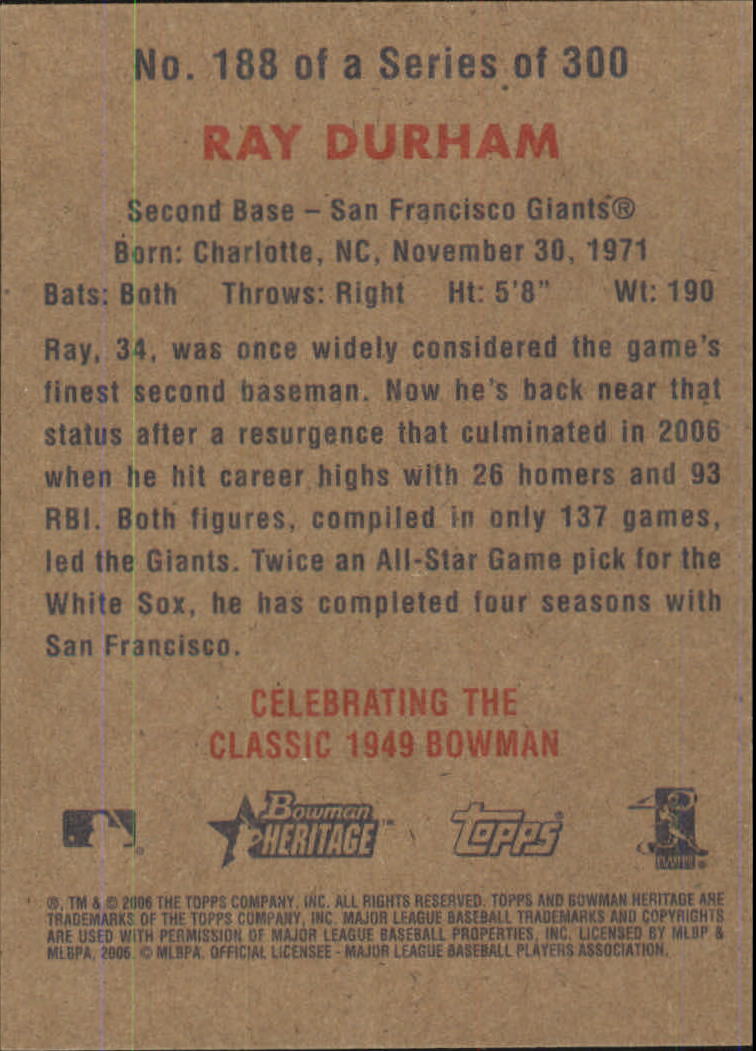 No. 188 of a Series of 300
RAY DURHAM
Second Base – San Francisco Giants®
Born: Charlotte, NC, November 30, 1971
Bats: Both Throws: Right Ht: 5'8" Wt: 190
Ray, 34, was once widely considered the game's
finest second baseman. Now he's back near that
status after a resurgence that culminated in 2006
when he hit career highs with 26 homers and 93
RBI. Both figures, compiled in only 137 games,
led the Giants. Twice an All-Star Game pick for the
White Sox, he has completed four seasons with
San Francisco.
CELEBRATING THE
CLASSIC 1949 BOWMAN
®
Bowman
HERITAGE™
Topps®
®
®, TM & © 2006 THE TOPPS COMPANY, INC. ALL RIGHTS RESERVED. TOPPS AND BOWMAN HERITAGE ARE
TRADEMARKS OF THE TOPPS COMPANY, INC. MAJOR LEAGUE BASEBALL TRADEMARKS AND COPYRIGHTS
ARE USED WITH PERMISSION OF MAJOR LEAGUE BASEBALL PROPERTIES, INC. LICENSED BY MLBP &
MLBPA, 2006. © MLBPA. OFFICIAL LICENSEE - MAJOR LEAGUE BASEBALL PLAYERS ASSOCIATION.